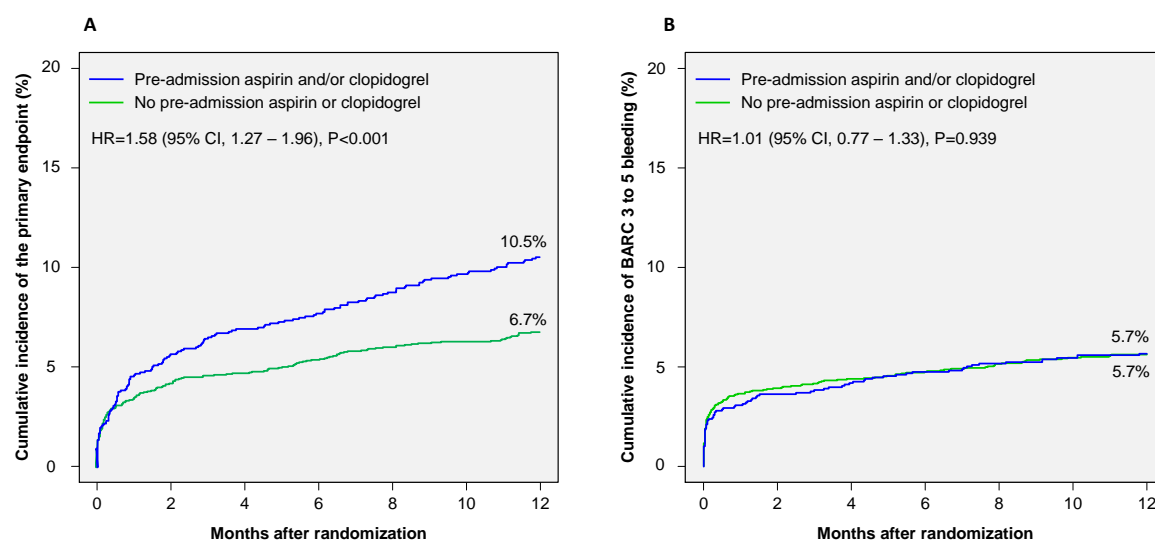 A
Cumulative incidence of the primary endpoint (%)
20
15
10
5
0
Pre-admission aspirin and/or clopidogrel
No pre-admission aspirin or clopidogrel
HR=1.58 (95% CI, 1.27 – 1.96), P<0.001
10.5%
6.7%
0 2 4 6 8 10 12
Months after randomization
B
Cumulative incidence of BARC 3 to 5 bleeding (%)
20
15
10
5
0
Pre-admission aspirin and/or clopidogrel
No pre-admission aspirin or clopidogrel
HR=1.01 (95% CI, 0.77 – 1.33), P=0.939
5.7%
5.7%
0 2 4 6 8 10 12
Months after randomization